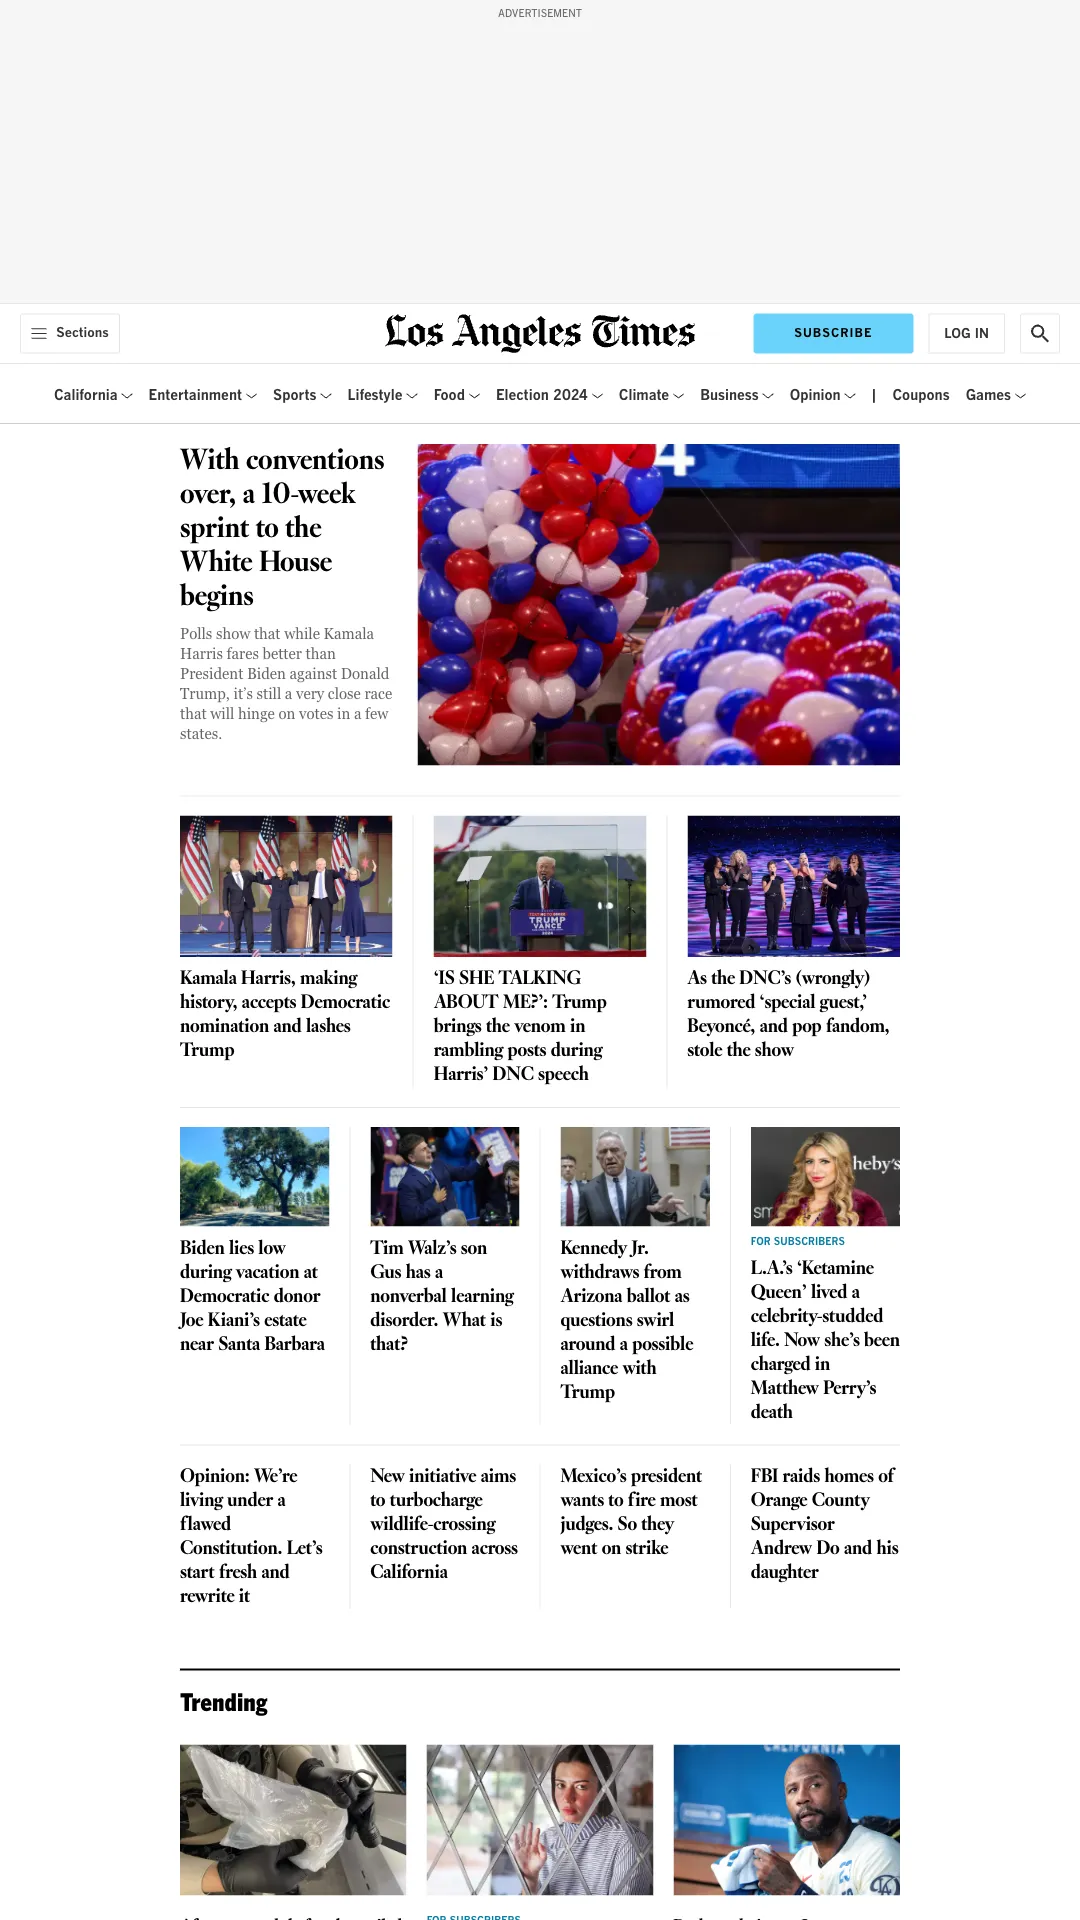 ADVERTISEMENT
Sections
Los Angeles Times
SUBSCRIBE
LOG IN
California
Entertainment
Sports
Lifestyle
Food
Election 2024
Climate
Business
Opinion
|
Coupons
Games
With conventions
over, a 10-week
sprint to the
White House
begins
Polls show that while Kamala
Harris fares better than
President Biden against Donald
Trump, it’s still a very close race
that will hinge on votes in a few
states.
4
Kamala Harris, making
history, accepts Democratic
nomination and lashes
Trump
TRUMP
VANCE
2024
‘IS SHE TALKING
ABOUT ME?’: Trump
brings the venom in
rambling posts during
Harris’ DNC speech
As the DNC’s (wrongly)
rumored ‘special guest,’
Beyoncé, and pop fandom,
stole the show
Biden lies low
during vacation at
Democratic donor
Joe Kiani’s estate
near Santa Barbara
Tim Walz’s son
Gus has a
nonverbal learning
disorder. What is
that?
Kennedy Jr.
withdraws from
Arizona ballot as
questions swirl
around a possible
alliance with
Trump
heby's
sm
FOR SUBSCRIBERS
L.A.’s ‘Ketamine
Queen’ lived a
celebrity-studded
life. Now she’s been
charged in
Matthew Perry’s
death
Opinion: We’re
living under a
flawed
Constitution. Let’s
start fresh and
rewrite it
New initiative aims
to turbocharge
wildlife-crossing
construction across
California
Mexico’s president
wants to fire most
judges. So they
went on strike
FBI raids homes of
Orange County
Supervisor
Andrew Do and his
daughter
Trending
CALIFORNIA
LA
FOR SUBSCRIBERS